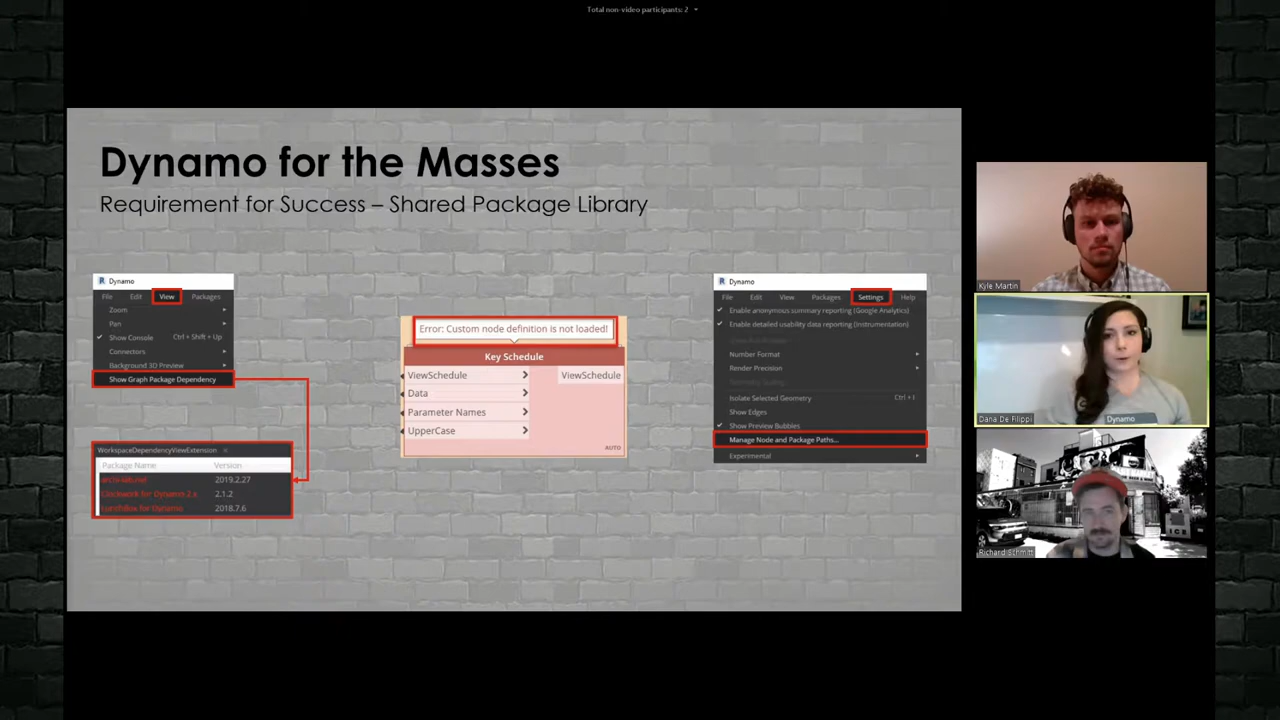 Total non-video participants: 2
Dynamo for the Masses
Requirement for Success – Shared Package Library
Dynamo
File Edit View Packages
Zoom
Pan
Show Console Ctrl + Shift + Up
Connectors
Background 3D Preview
Show Graph Package Dependency
WorkspaceDependencyViewExtension ×
Package Name Version
2019.2.27
Clockwork for Dynamo 2.x 2.1.2
LunchBox for Dynamo 2018.7.6
Error: Custom node definition is not loaded!
Key Schedule
ViewSchedule > ViewSchedule
Data >
Parameter Names >
UpperCase >
AUTO
Dynamo
File Edit View Packages Settings Help
Enable anonymous summary reporting (Google Analytics)
Enable detailed usability data reporting (Instrumentation)
Number Format
Render Precision
Isolate Selected Geometry Ctrl + I
Show Edges
Show Preview Bubbles
Manage Node and Package Paths...
Experimental
Kyle Martin
Dana De Filippi
Dynamo
ICE
Richard Schmitt